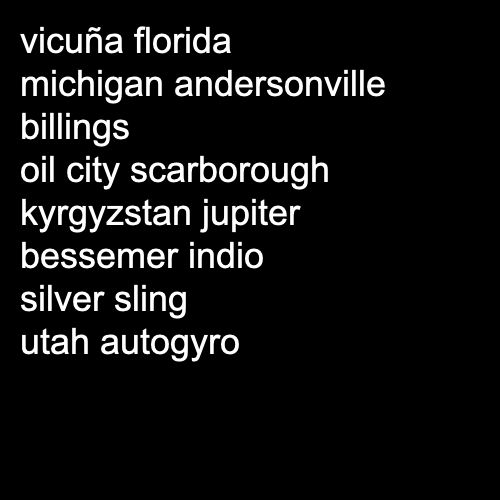 vicuña florida
michigan andersonville
billings
oil city scarborough
kyrgyzstan jupiter
bessemer indio
silver sling
utah autogyro